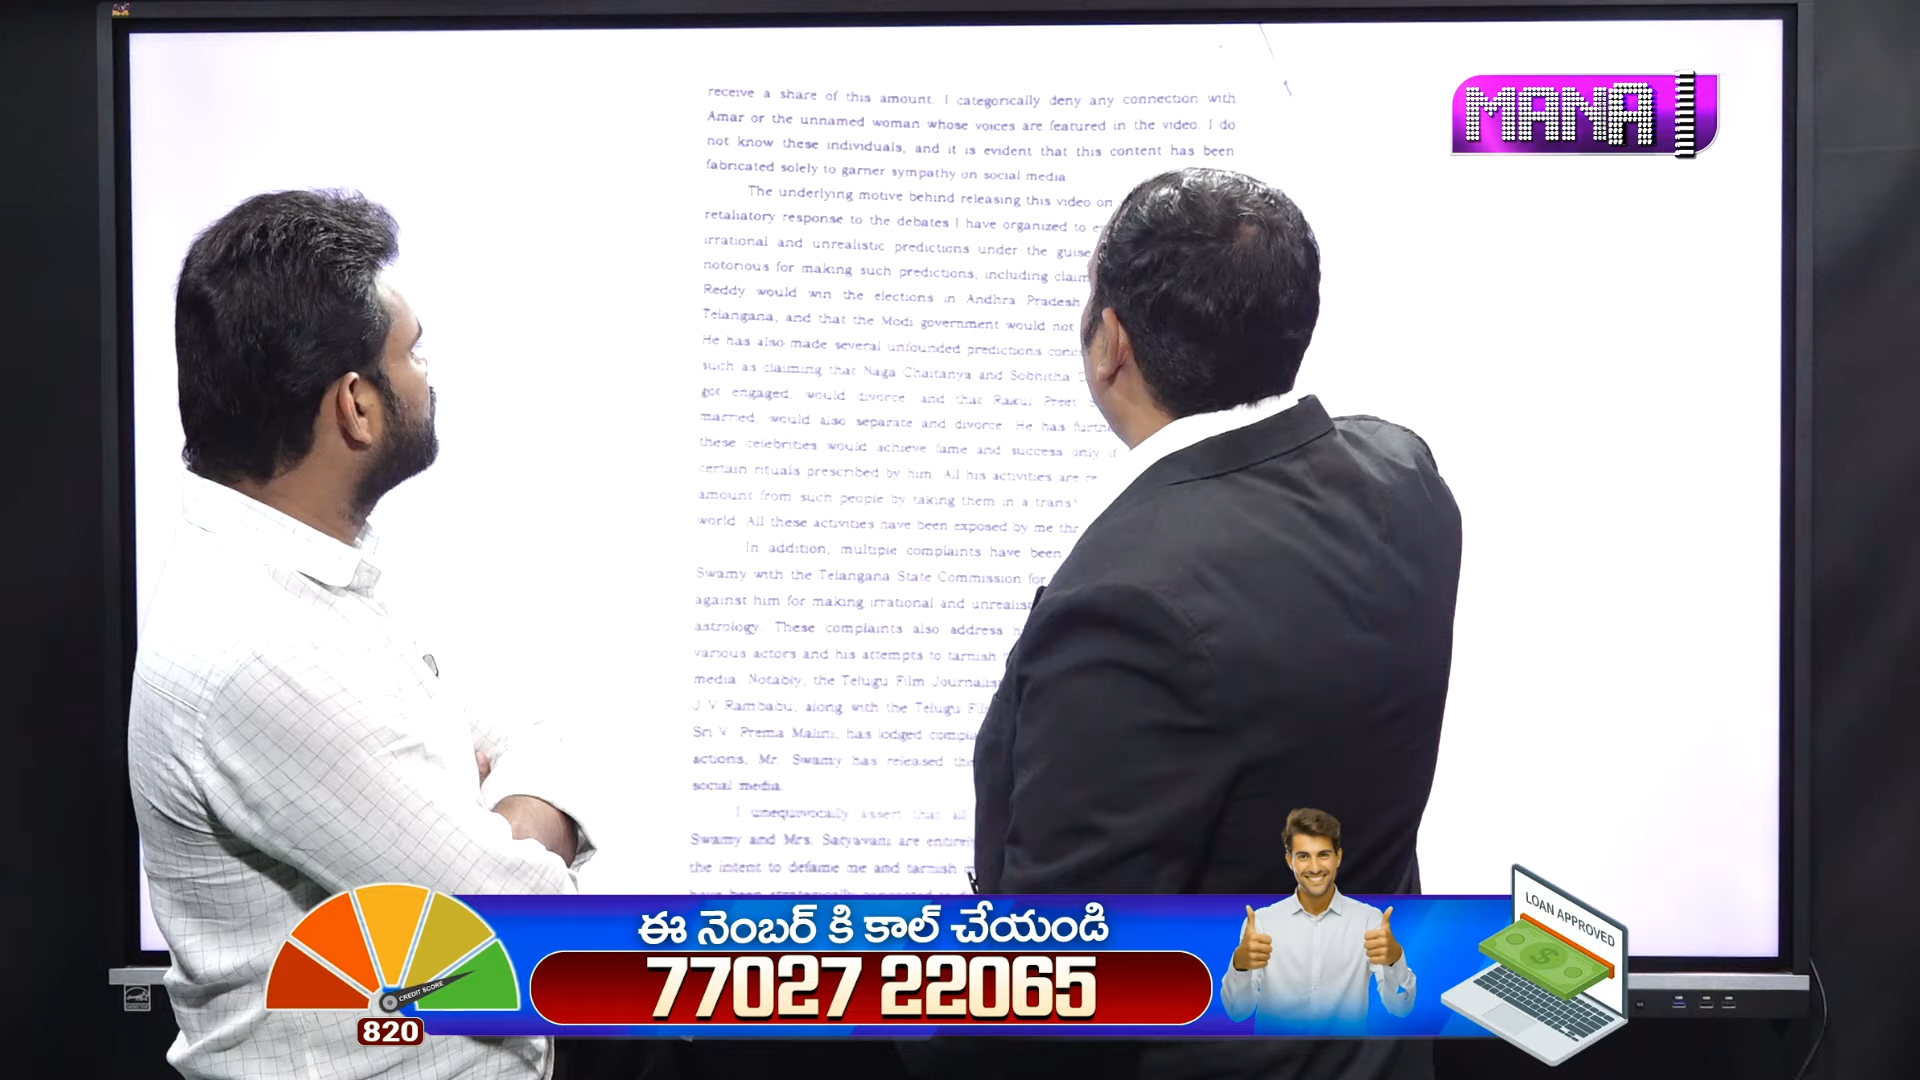 MANA
receive a share of this amount. I categorically deny any connection with
Amar or the unnamed woman whose voices are featured in the video. I do
not know these individuals, and it is evident that this content has been
fabricated solely to garner sympathy on social media
The underlying motive behind releasing this video on
retaliatory response to the debates I have organized to
irrational and unrealistic predictions under the guise
notorious for making such predictions, including
Reddy would win the elections in Andhra Pradesh
Telangana, and that the Modi government would not
He has also made several unfounded predictions
such as claiming that Naga Chaitanya and Sobhitha
got engaged, would divorce, and that Rakul Preet
married, would also separate and divorce. He has
these celebrities would achieve fame and success only if
certain rituals prescribed by him. All his activities are
amount from such people by taking them in a
world. All these activities have been exposed by me
In addition, multiple complaints have been
Swamy with the Telangana State Commission for
against him for making irrational and
astrology. These complaints also address
various actors and his attempts to tarnish
media. Notably, the Telugu Film
J V Rambabu, along with the Telugu
Sri V. Prema Malini, has lodged
actions, Mr. Swamy has released
social media.
I unequivocally assert that all
Swamy and Mrs. Satyavani are
the intent to defame me and tarnish
have been strategically
ఈ నెంబర్ కి కాల్ చేయండి
77027 22065
CREDIT SCORE
820
LOAN APPROVED